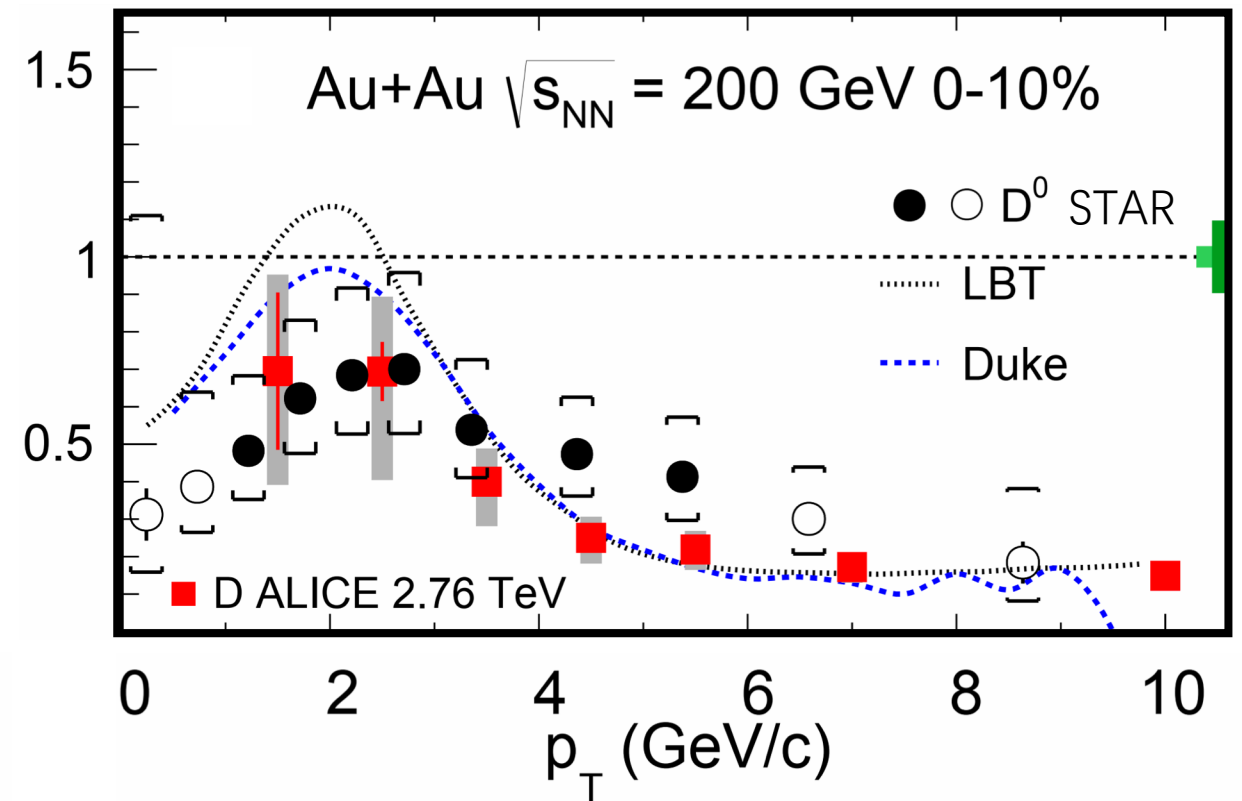 1.5
Au+Au √sNN = 200 GeV 0-10%
D0 STAR
1
LBT
Duke
0.5
D ALICE 2.76 TeV
0 2 4 6 8 10
pT (GeV/c)